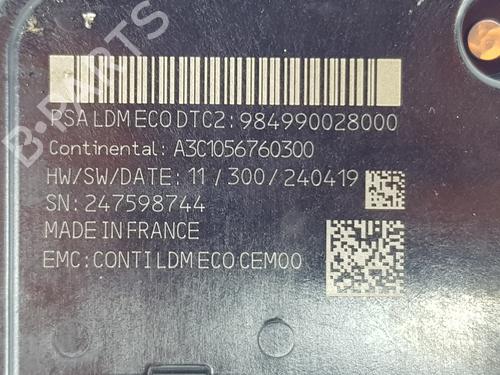 PSA LDM ECO DTC2: 984990028000
Continental: A3C1056760300
HW/SW/DATE: 11/300/240419
SN: 247598744
MADE IN FRANCE
EMC: CONTI LDM ECO CEM00
B-PARTS